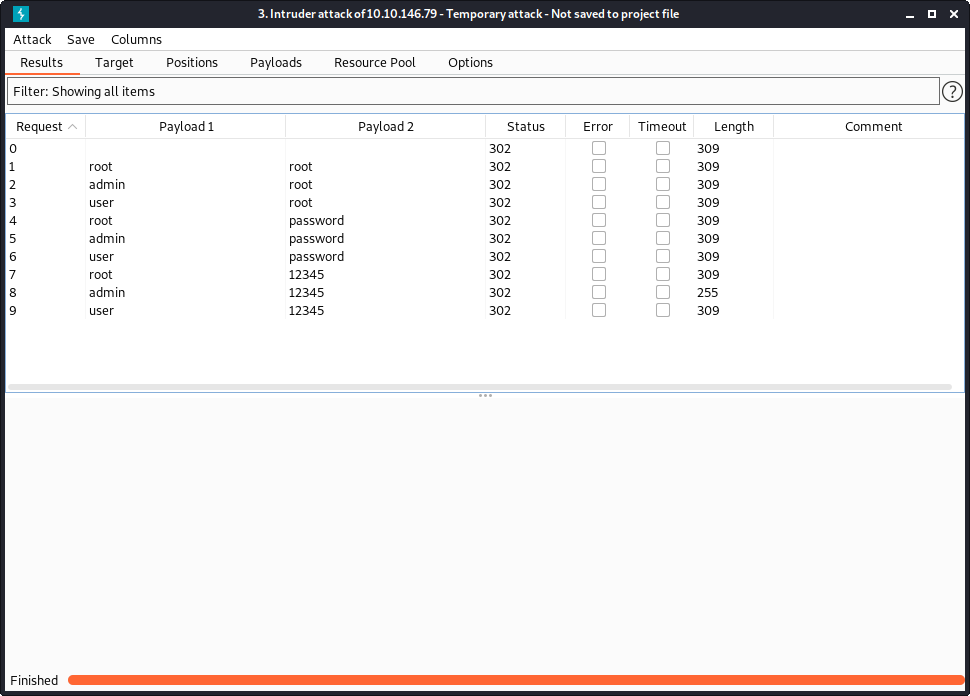 3. Intruder attack of 10.10.146.79 - Temporary attack - Not saved to project file
Attack Save Columns
Results Target Positions Payloads Resource Pool Options
Filter: Showing all items ?
Request Payload 1 Payload 2 Status Error Timeout Length Comment
0 302 309
1 root root 302 309
2 admin root 302 309
3 user root 302 309
4 root password 302 309
5 admin password 302 309
6 user password 302 309
7 root 12345 302 309
8 admin 12345 302 255
9 user 12345 302 309
Finished